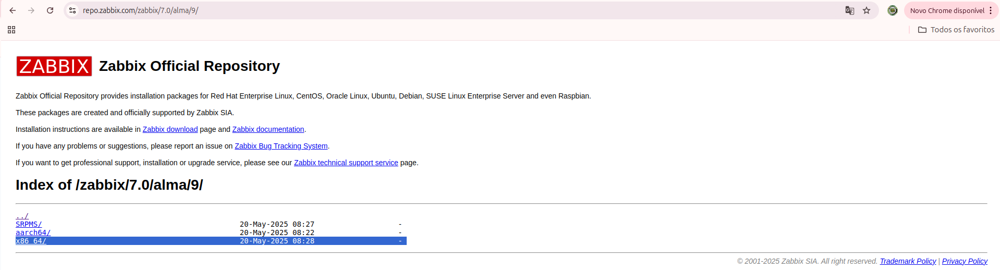 repo.zabbix.com/zabbix/7.0/alma/9/
Novo Chrome disponível
Todos os favoritos
ZABBIX Zabbix Official Repository
Zabbix Official Repository provides installation packages for Red Hat Enterprise Linux, CentOS, Oracle Linux, Ubuntu, Debian, SUSE Linux Enterprise Server and even Raspbian.
These packages are created and officially supported by Zabbix SIA.
Installation instructions are available in Zabbix download page and Zabbix documentation.
If you have any problems or suggestions, please report an issue on Zabbix Bug Tracking System.
If you want to get professional support, installation or upgrade service, please see our Zabbix technical support service page.
Index of /zabbix/7.0/alma/9/
../
SRPMS/ 20-May-2025 08:27 -
aarch64/ 20-May-2025 08:22 -
x86_64/ 20-May-2025 08:28 -
© 2001-2025 Zabbix SIA. All right reserved. Trademark Policy | Privacy Policy